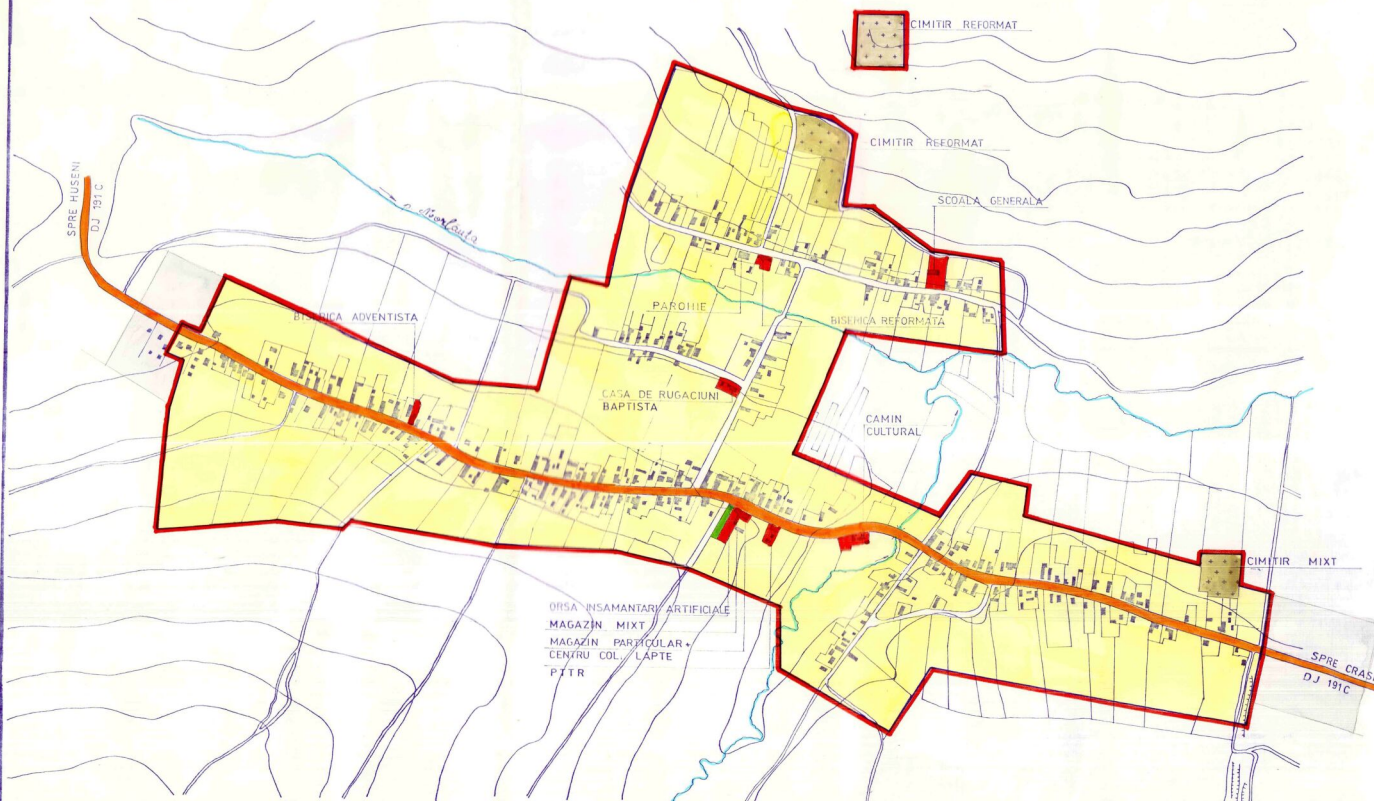 CIMITIR REFORMAT
CIMITIR REFORMAT
SCOALA GENERALA
SPRE HUSENI
DJ 191 C
PAROHIE
BISERICA ADVENTISTA
BISERICA REFORMATA
CASA DE RUGACIUNI
BAPTISTA
CAMIN
CULTURAL
CIMITIR MIXT
ORSA INSAMANTARI ARTIFICIALE
MAGAZIN MIXT
MAGAZIN PARTICULAR+
CENTRU COL. LAPTE
PTTR
SPRE CRAS
DJ 191C